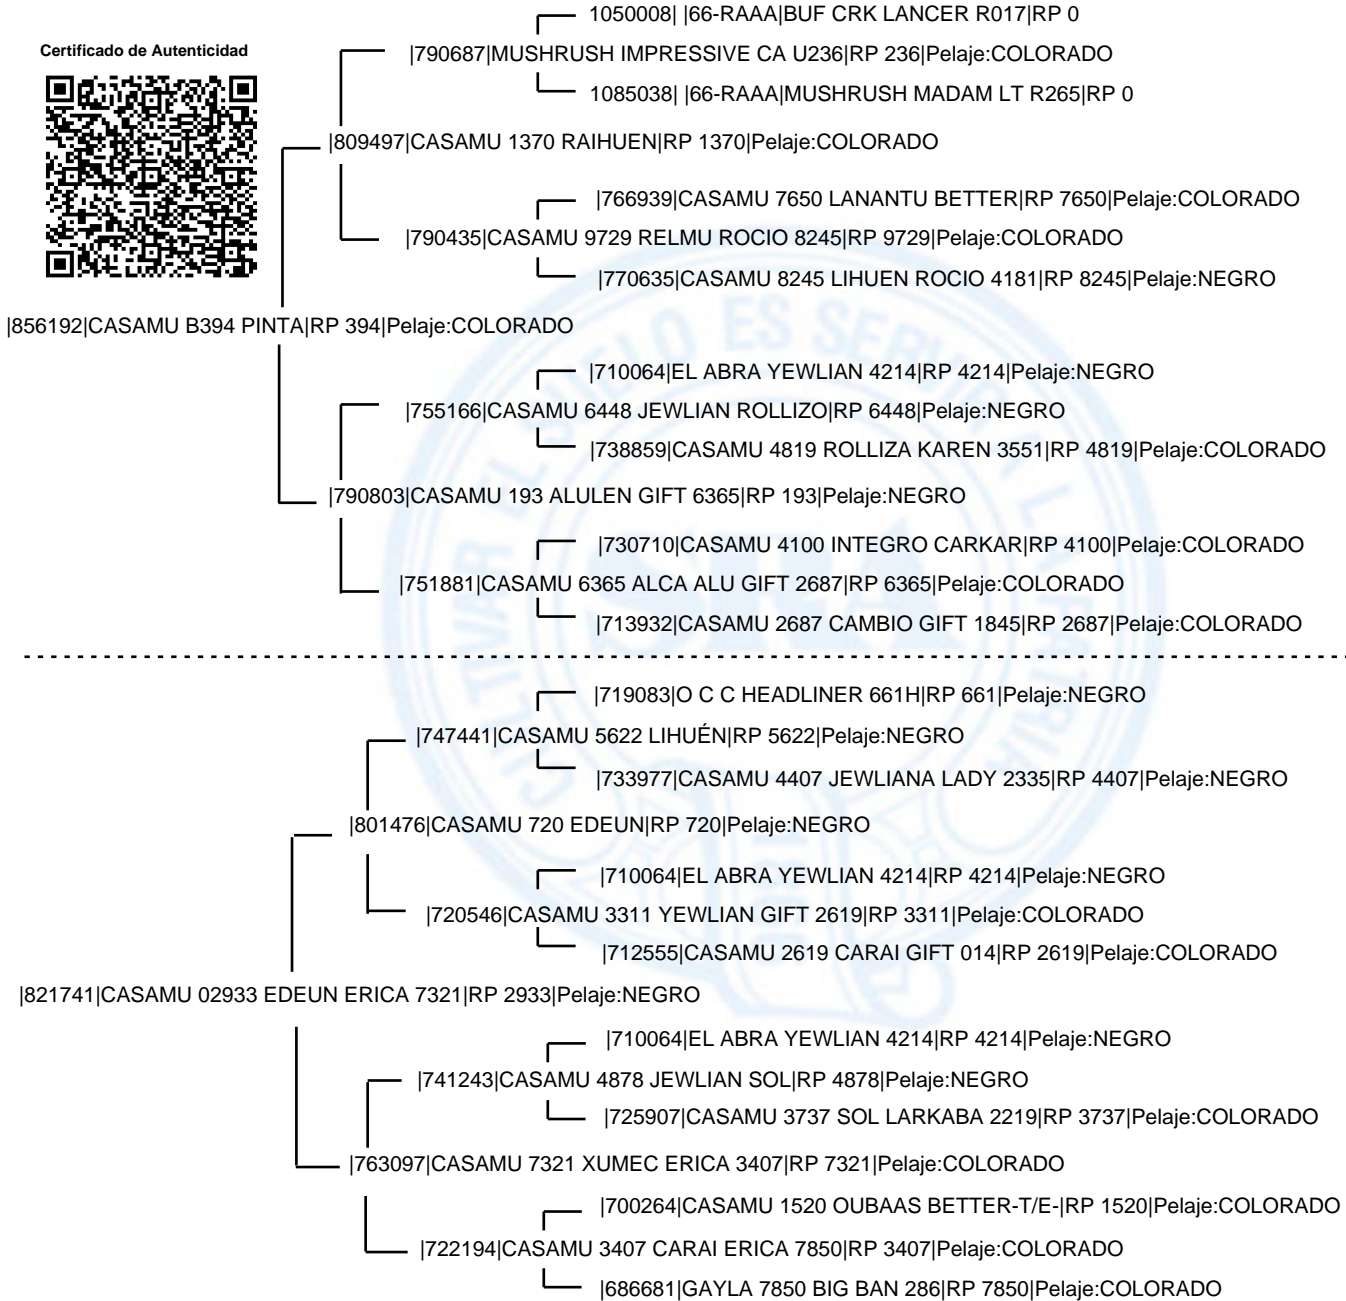 1050008| |66-RAAA|BUF CRK LANCER R017|RP 0
Certificado de Autenticidad
|790687|MUSHRUSH IMPRESSIVE CA U236|RP 236|Pelaje:COLORADO
1085038| |66-RAAA|MUSHRUSH MADAM LT R265|RP 0
|809497|CASAMU 1370 RAIHUEN|RP 1370|Pelaje:COLORADO
|766939|CASAMU 7650 LANANTU BETTER|RP 7650|Pelaje:COLORADO
|790435|CASAMU 9729 RELMU ROCIO 8245|RP 9729|Pelaje:COLORADO
|770635|CASAMU 8245 LIHUEN ROCIO 4181|RP 8245|Pelaje:NEGRO
|856192|CASAMU B394 PINTA|RP 394|Pelaje:COLORADO
|710064|EL ABRA YEWLIAN 4214|RP 4214|Pelaje:NEGRO
|755166|CASAMU 6448 JEWLIAN ROLLIZO|RP 6448|Pelaje:NEGRO
|738859|CASAMU 4819 ROLLIZA KAREN 3551|RP 4819|Pelaje:COLORADO
|790803|CASAMU 193 ALULEN GIFT 6365|RP 193|Pelaje:NEGRO
|730710|CASAMU 4100 INTEGRO CARKAR|RP 4100|Pelaje:COLORADO
|751881|CASAMU 6365 ALCA ALU GIFT 2687|RP 6365|Pelaje:COLORADO
|713932|CASAMU 2687 CAMBIO GIFT 1845|RP 2687|Pelaje:COLORADO
|719083|O C C HEADLINER 661H|RP 661|Pelaje:NEGRO
|747441|CASAMU 5622 LIHUÉN|RP 5622|Pelaje:NEGRO
|733977|CASAMU 4407 JEWLIANA LADY 2335|RP 4407|Pelaje:NEGRO
|801476|CASAMU 720 EDEUN|RP 720|Pelaje:NEGRO
|710064|EL ABRA YEWLIAN 4214|RP 4214|Pelaje:NEGRO
|720546|CASAMU 3311 YEWLIAN GIFT 2619|RP 3311|Pelaje:COLORADO
|712555|CASAMU 2619 CARAI GIFT 014|RP 2619|Pelaje:COLORADO
|821741|CASAMU 02933 EDEUN ERICA 7321|RP 2933|Pelaje:NEGRO
|710064|EL ABRA YEWLIAN 4214|RP 4214|Pelaje:NEGRO
|741243|CASAMU 4878 JEWLIAN SOL|RP 4878|Pelaje:NEGRO
|725907|CASAMU 3737 SOL LARKABA 2219|RP 3737|Pelaje:COLORADO
|763097|CASAMU 7321 XUMEC ERICA 3407|RP 7321|Pelaje:COLORADO
|700264|CASAMU 1520 OUBAAS BETTER-T/E-|RP 1520|Pelaje:COLORADO
|722194|CASAMU 3407 CARAI ERICA 7850|RP 3407|Pelaje:COLORADO
|686681|GAYLA 7850 BIG BAN 286|RP 7850|Pelaje:COLORADO
CULTIVAR EL SUELO ES SERVIR A LA PATRIA
SRA
1866